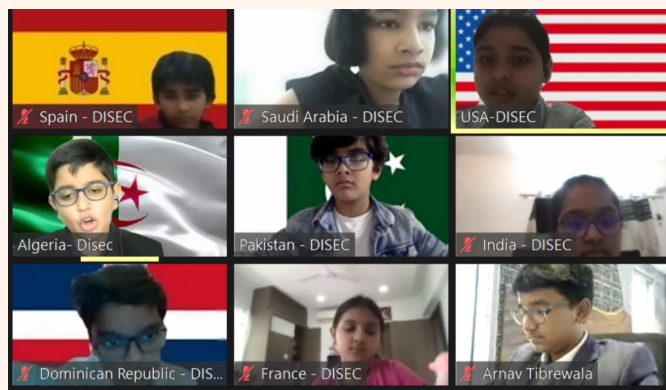 Spain - DISEC
Saudi Arabia - DISEC
USA-DISEC
Algeria- Disec
Pakistan - DISEC
India - DISEC
Dominican Republic - DIS...
France - DISEC
Arnav Tibrewala